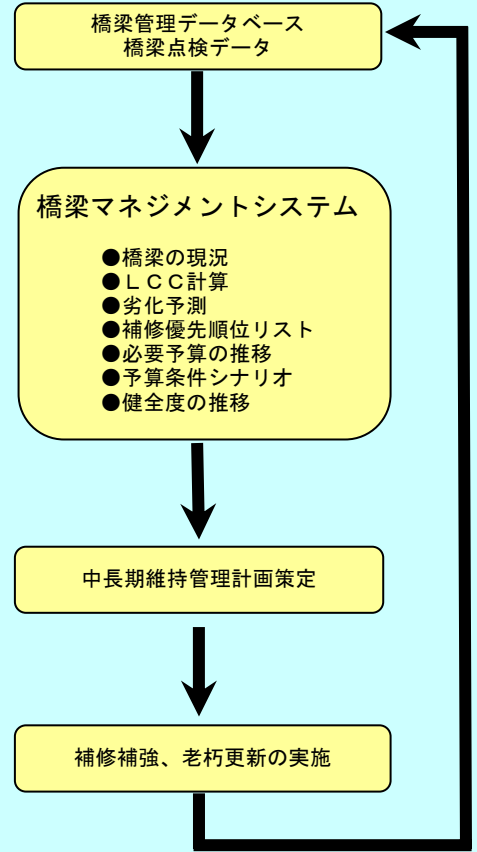 橋梁管理データベース
橋梁点検データ
橋梁マネジメントシステム
●橋梁の現況
●ＬＣＣ計算
●劣化予測
●補修優先順位リスト
●必要予算の推移
●予算条件シナリオ
●健全度の推移
中長期維持管理計画策定
補修補強、老朽更新の実施